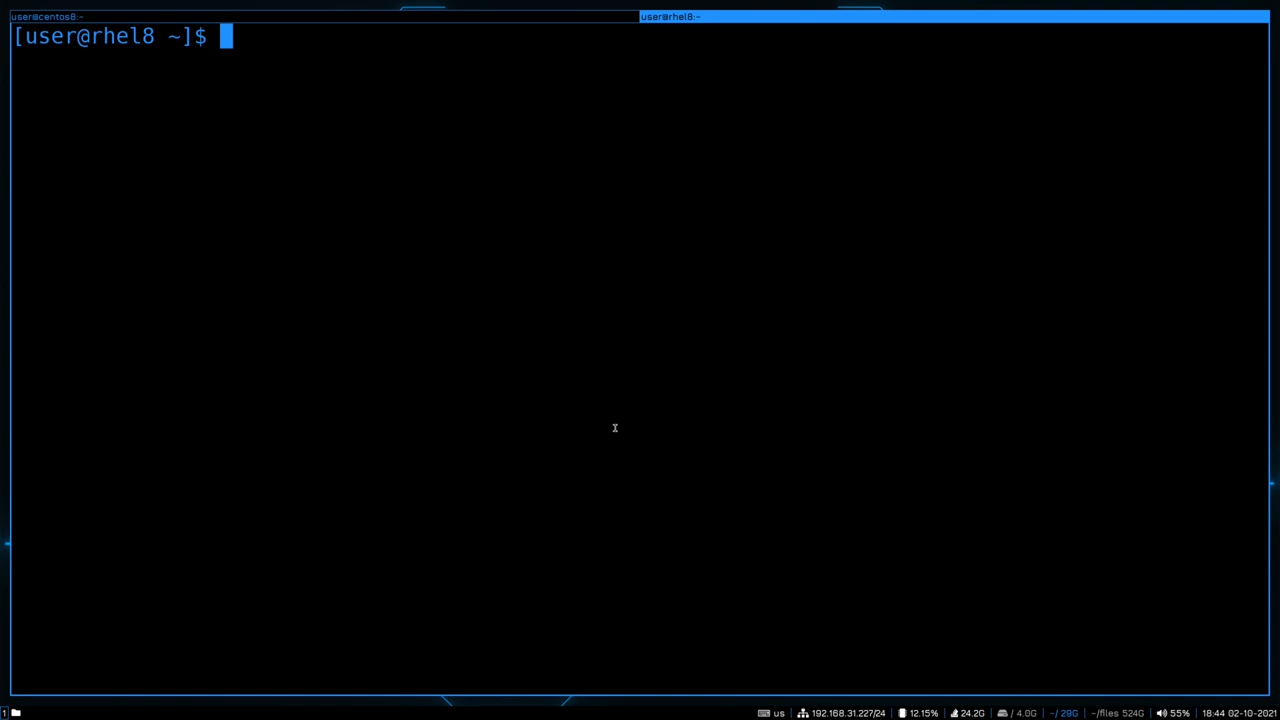 user@centos8:~ user@rhel8:~
[user@rhel8 ~]$
1 us 192.168.31.227/24 12.15% 24.2G / 4.0G ~/ 29G ~/files 524G 55% 18:44 02-10-2021